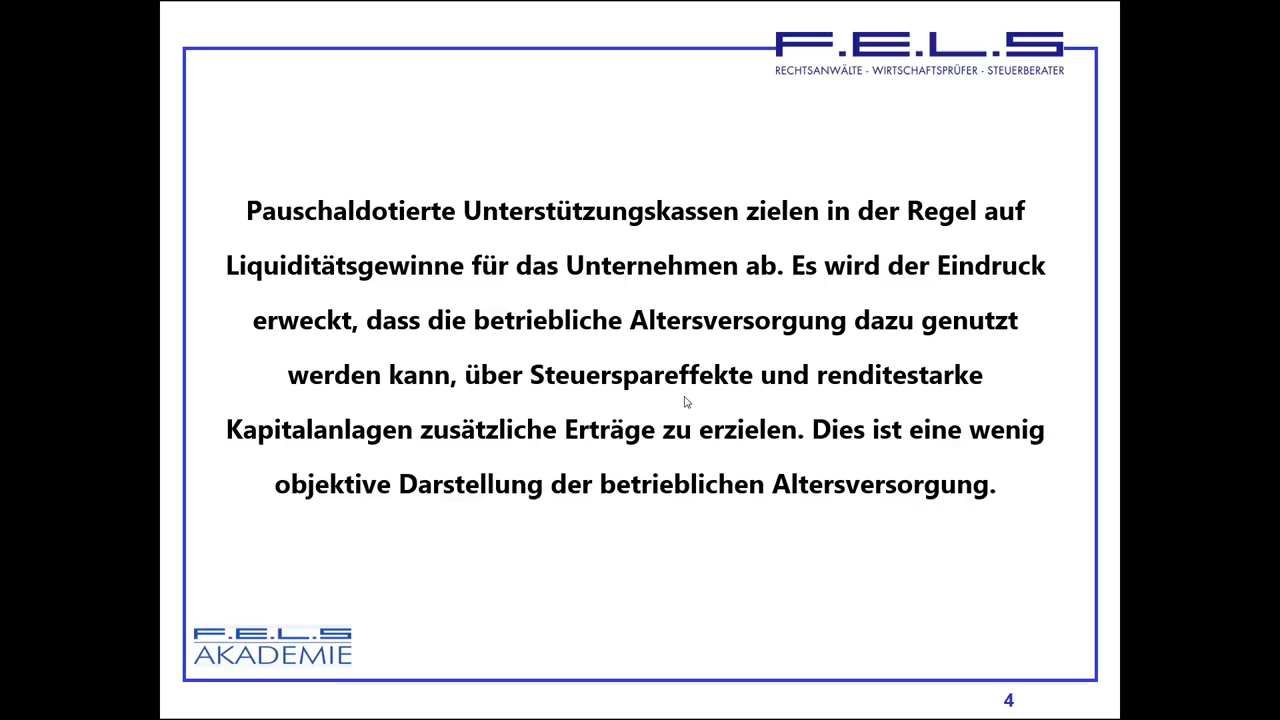 F.E.L.S
RECHTSANWÄLTE - WIRTSCHAFTSPRÜFER - STEUERBERATER
Pauschaldotierte Unterstützungskassen zielen in der Regel auf
Liquiditätsgewinne für das Unternehmen ab. Es wird der Eindruck
erweckt, dass die betriebliche Altersversorgung dazu genutzt
werden kann, über Steuerspareffekte und renditestarke
Kapitalanlagen zusätzliche Erträge zu erzielen. Dies ist eine wenig
objektive Darstellung der betrieblichen Altersversorgung.
F.E.L.S
AKADEMIE
4